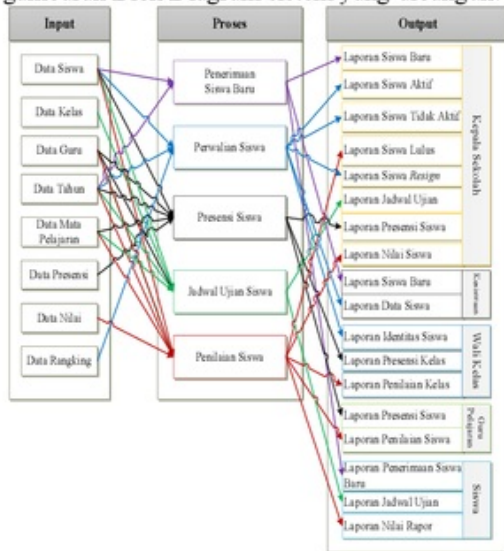 Input
Proses
Output
Data Siswa
Data Kelas
Data Guru
Data Tahun
Data Mata
Pelajaran
Data Presensi
Data Nilai
Data Rangking
Penerimaan
Siswa Baru
Perwalian Siswa
Presensi Siswa
Jadwal Ujian Siswa
Penilaian Siswa
Laporan Siswa Baru
Laporan Siswa Aktif
Laporan Siswa Tidak Aktif
Laporan Siswa Lulus
Laporan Siswa Resign
Laporan Jadwal Ujian
Laporan Presensi Siswa
Laporan Nilai Siswa
Kepala Sekolah
Laporan Siswa Baru
Laporan Data Siswa
Laporan Identitas Siswa
Laporan Presensi Kelas
Laporan Penilaian Kelas
Wali Kelas
Laporan Presensi Siswa
Laporan Penilaian Siswa
Guru
Pelajaran
Laporan Penerimaan Siswa
Baru
Laporan Jadwal Ujian
Laporan Nilai Rapor
Siswa